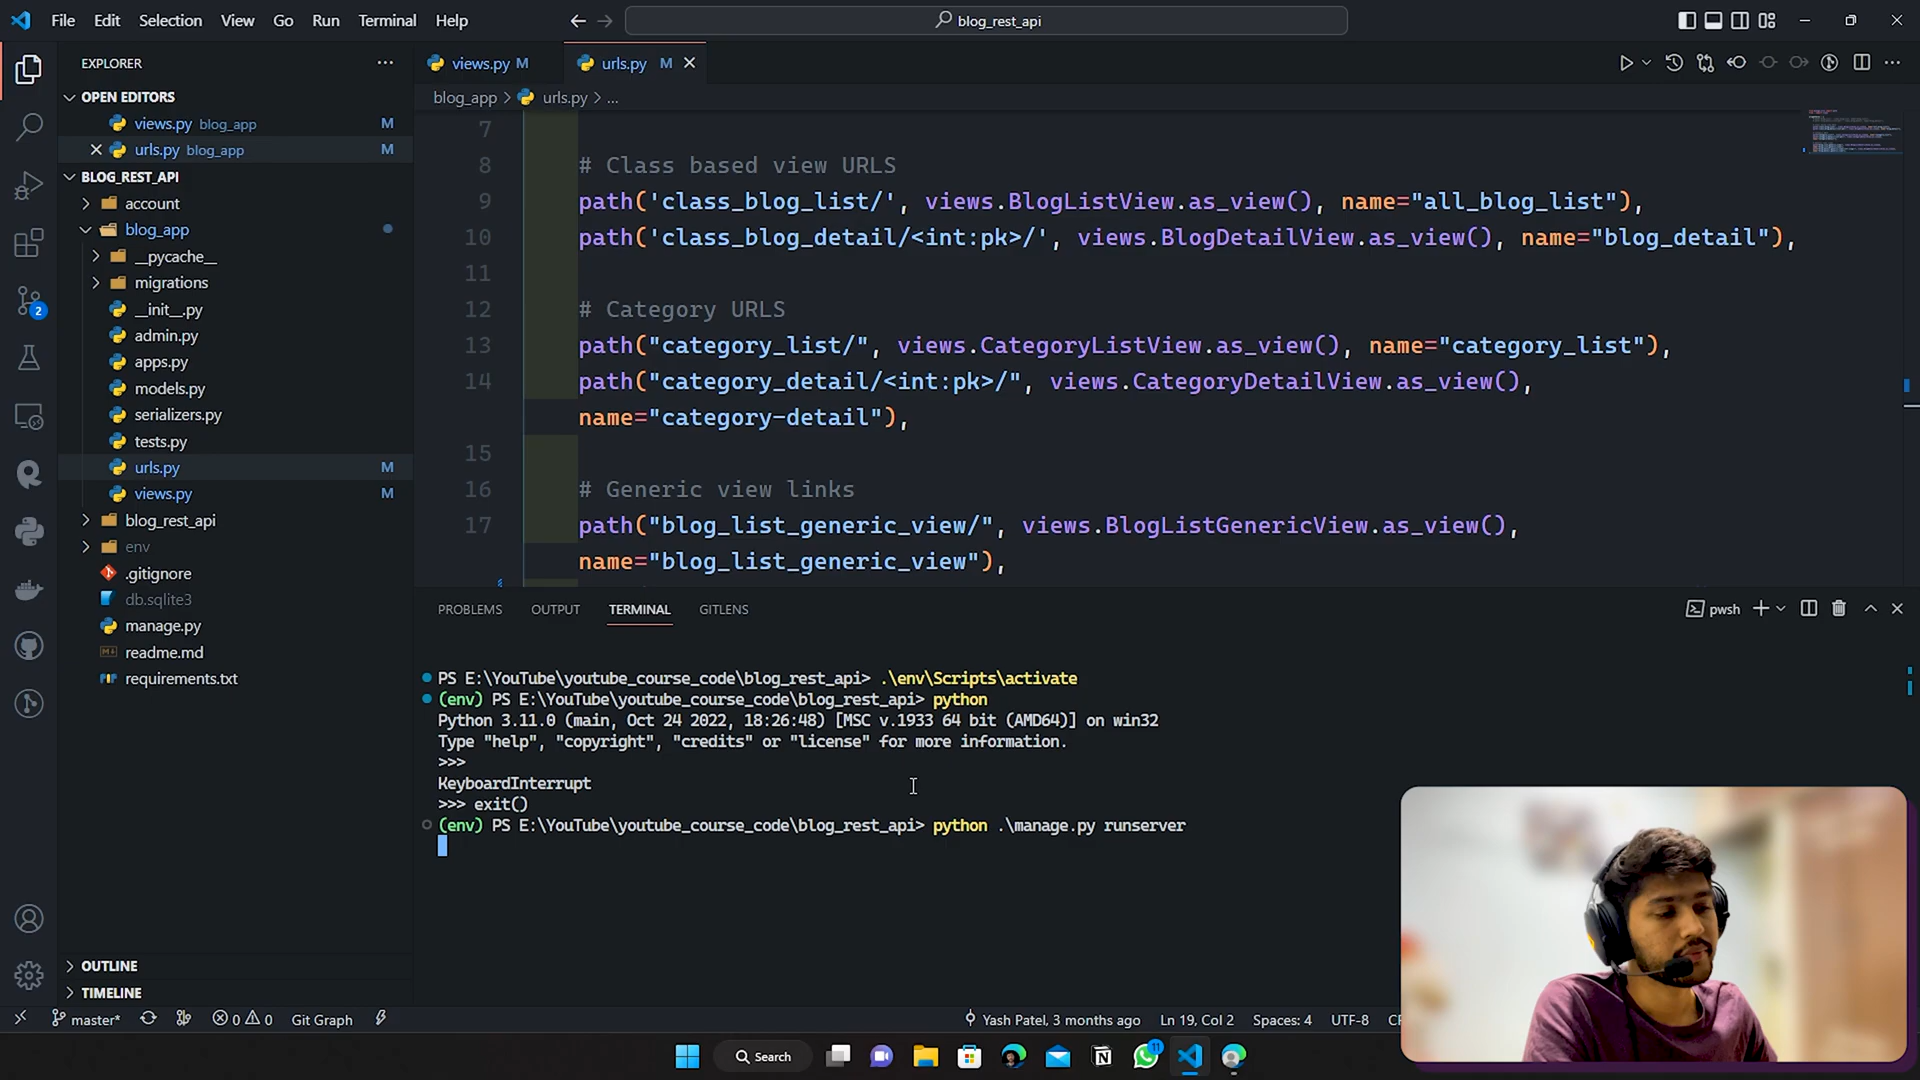 File Edit Selection View Go Run Terminal Help
blog_rest_api
EXPLORER
views.py M
urls.py M
OPEN EDITORS
views.py blog_app M
urls.py blog_app M
BLOG_REST_API
account
blog_app
__pycache__
migrations
__init__.py
admin.py
apps.py
models.py
serializers.py
tests.py
urls.py M
views.py M
blog_rest_api
env
.gitignore
db.sqlite3
manage.py
readme.md
requirements.txt
OUTLINE
TIMELINE
2
blog_app > urls.py > ...
7
8 # Class based view URLS
9 path('class_blog_list/', views.BlogListView.as_view(), name="all_blog_list"),
10 path('class_blog_detail/<int:pk>/', views.BlogDetailView.as_view(), name="blog_detail"),
11
12 # Category URLS
13 path("category_list/", views.CategoryListView.as_view(), name="category_list"),
14 path("category_detail/<int:pk>/", views.CategoryDetailView.as_view(),
name="category-detail"),
15
16 # Generic view links
17 path("blog_list_generic_view/", views.BlogListGenericView.as_view(),
name="blog_list_generic_view"),
PROBLEMS OUTPUT TERMINAL GITLENS
pwsh
PS E:\YouTube\youtube_course_code\blog_rest_api> .\env\Scripts\activate
(env) PS E:\YouTube\youtube_course_code\blog_rest_api> python
Python 3.11.0 (main, Oct 24 2022, 18:26:48) [MSC v.1933 64 bit (AMD64)] on win32
Type "help", "copyright", "credits" or "license" for more information.
>>>
KeyboardInterrupt
>>> exit()
(env) PS E:\YouTube\youtube_course_code\blog_rest_api> python .\manage.py runserver
master* 0 0 Git Graph
Yash Patel, 3 months ago Ln 19, Col 2 Spaces: 4 UTF-8
Search
11